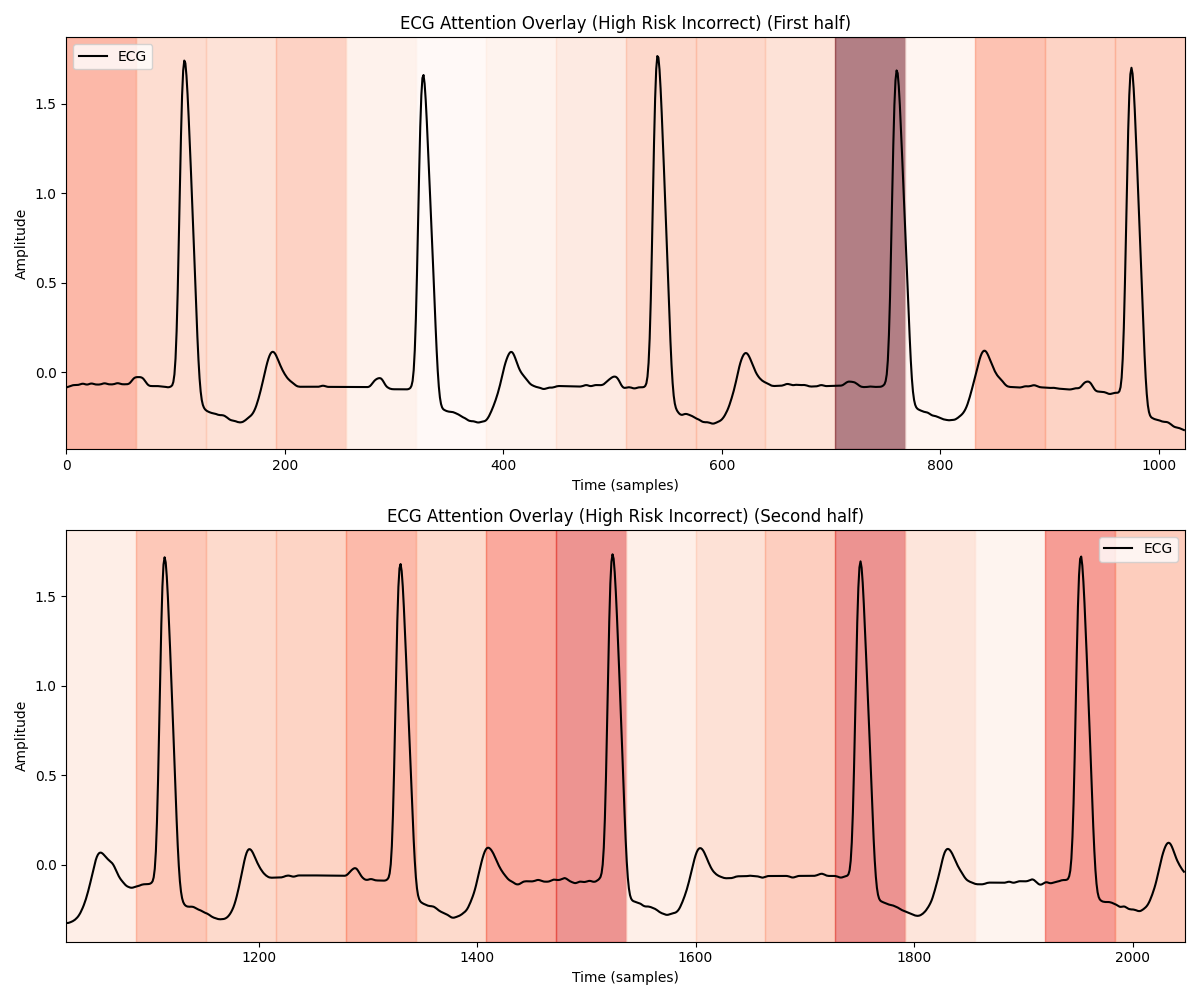 ECG Attention Overlay (High Risk Incorrect) (First half)
ECG
Amplitude
1.5
1.0
0.5
0.0
0 200 400 600 800 1000
Time (samples)
ECG Attention Overlay (High Risk Incorrect) (Second half)
ECG
Amplitude
1.5
1.0
0.5
0.0
1200 1400 1600 1800 2000
Time (samples)